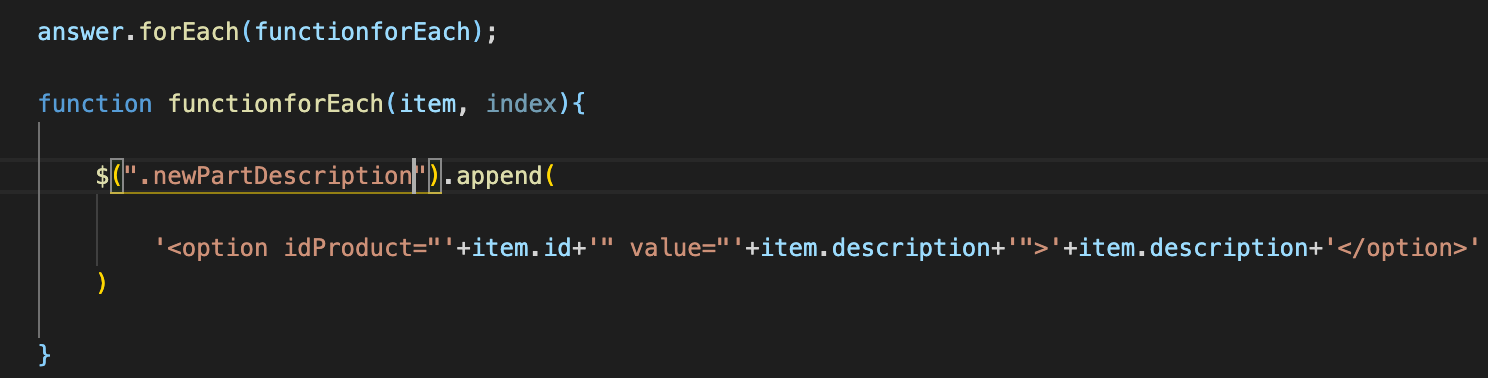 answer.forEach(functionforEach);
function functionforEach(item, index){
$(".newPartDescription").append(
'<option idProduct="'+item.id+'" value="'+item.description+'">'+item.description+'</option>'
)
}